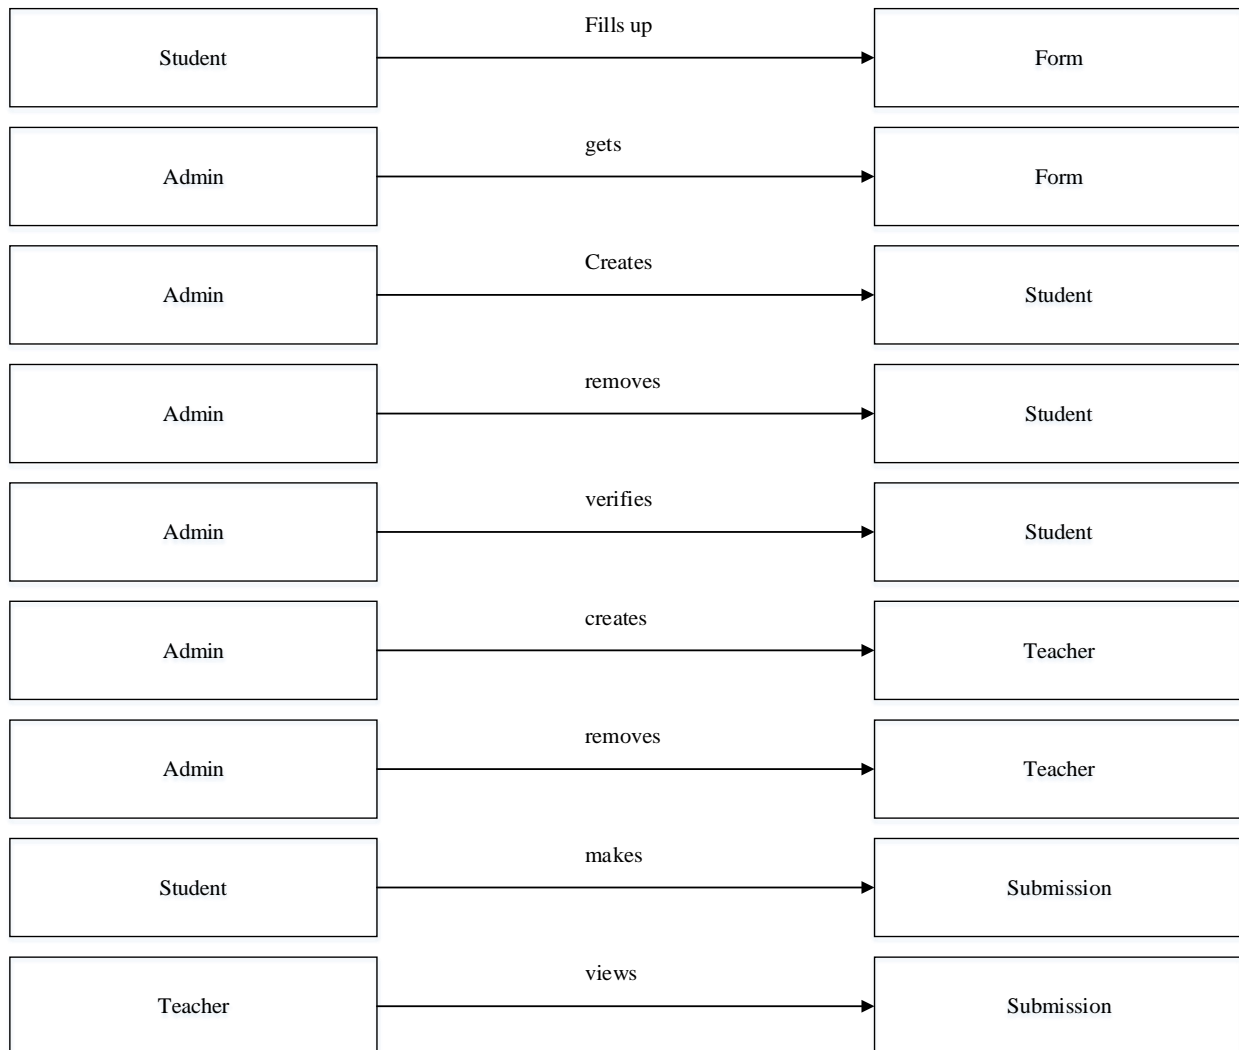 Fills up
Student Form
gets
Admin Form
Creates
Admin Student
removes
Admin Student
verifies
Admin Student
creates
Admin Teacher
removes
Admin Teacher
makes
Student Submission
views
Teacher Submission